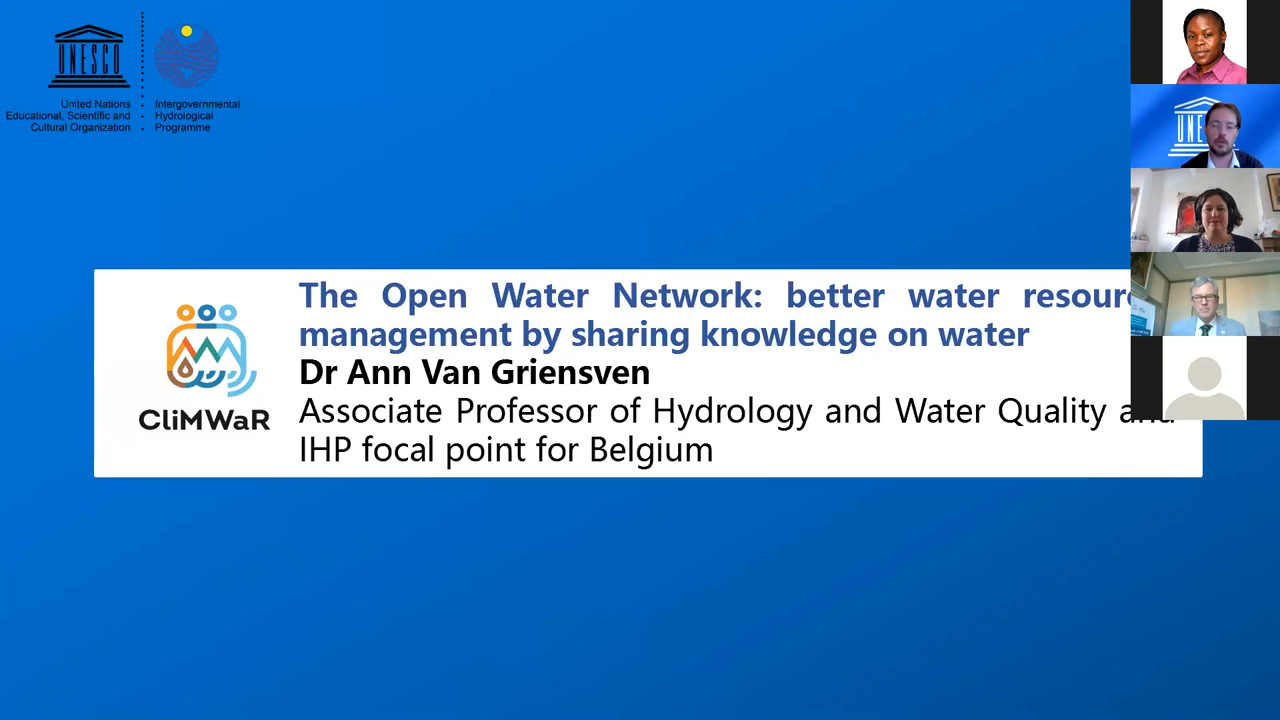 UNESCO
United Nations
Educational, Scientific and
Cultural Organization
Intergovernmental
Hydrological
Programme
UNE
The Open Water Network: better water
management by sharing knowledge on water
Dr Ann Van Griensven
Associate Professor of Hydrology and Water Quality and
IHP focal point for Belgium
CliMWaR